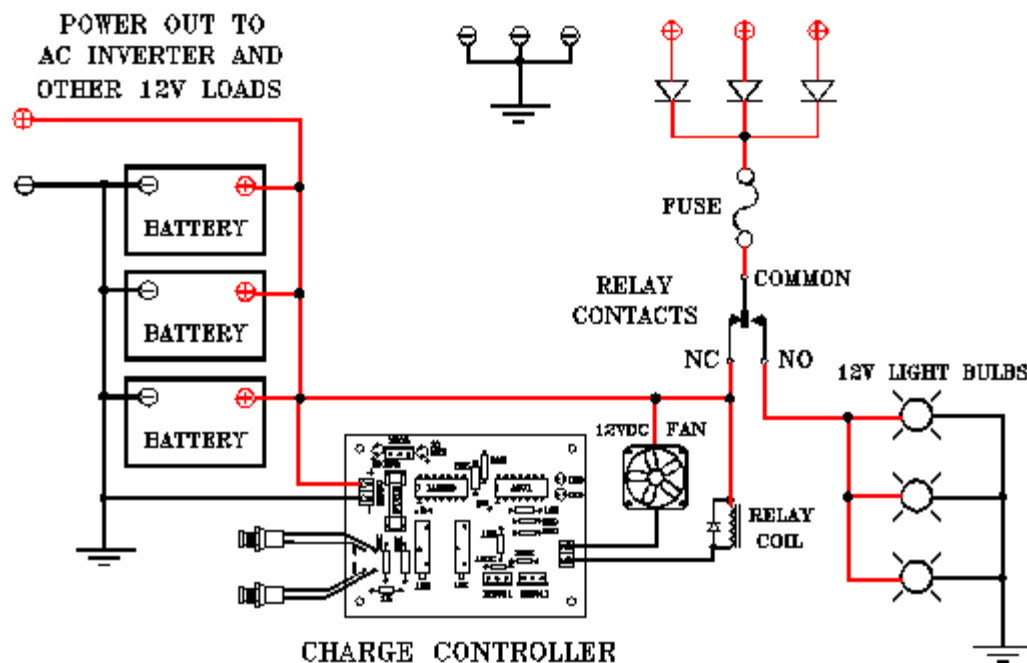 POWER OUT TO
AC INVERTER AND
OTHER 12V LOADS
BATTERY
BATTERY
BATTERY
FUSE
COMMON
RELAY
CONTACTS
NC
NO
12V LIGHT BULBS
12VDC FAN
RELAY
COIL
CHARGE CONTROLLER